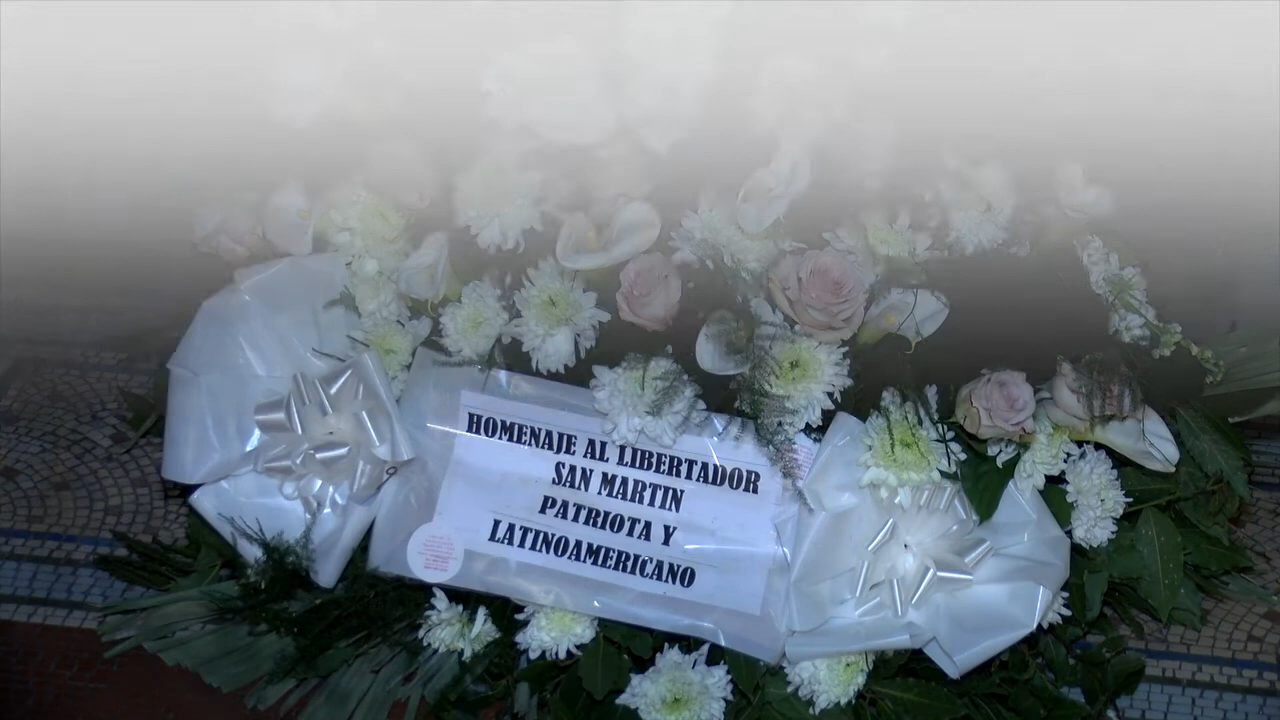 HOMENAJE AL LIBERTADOR
SAN MARTIN
PATRIOTA Y
LATINOAMERICANO